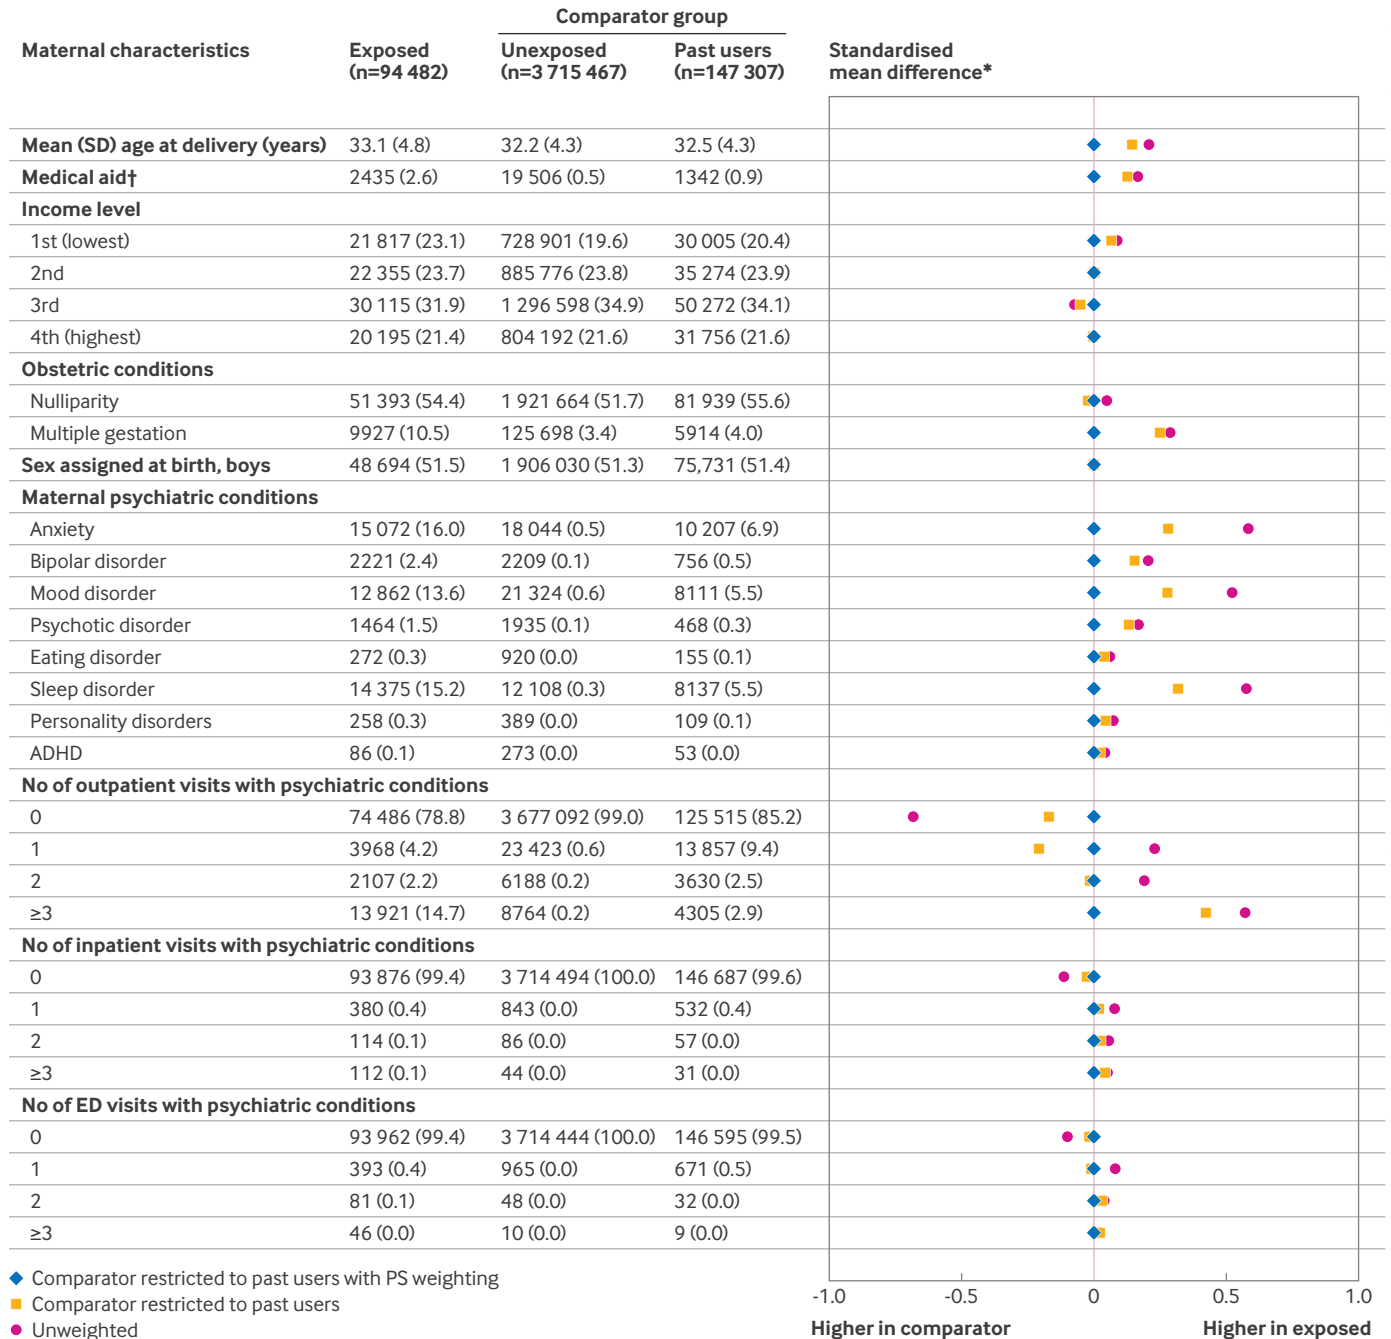 Comparator group
Maternal characteristics Exposed (n=94 482) Unexposed (n=3 715 467) Past users (n=147 307) Standardised mean difference*
Mean (SD) age at delivery (years) 33.1 (4.8) 32.2 (4.3) 32.5 (4.3)
Medical aid† 2435 (2.6) 19 506 (0.5) 1342 (0.9)
Income level
1st (lowest) 21 817 (23.1) 728 901 (19.6) 30 005 (20.4)
2nd 22 355 (23.7) 885 776 (23.8) 35 274 (23.9)
3rd 30 115 (31.9) 1 296 598 (34.9) 50 272 (34.1)
4th (highest) 20 195 (21.4) 804 192 (21.6) 31 756 (21.6)
Obstetric conditions
Nulliparity 51 393 (54.4) 1 921 664 (51.7) 81 939 (55.6)
Multiple gestation 9927 (10.5) 125 698 (3.4) 5914 (4.0)
Sex assigned at birth, boys 48 694 (51.5) 1 906 030 (51.3) 75,731 (51.4)
Maternal psychiatric conditions
Anxiety 15 072 (16.0) 18 044 (0.5) 10 207 (6.9)
Bipolar disorder 2221 (2.4) 2209 (0.1) 756 (0.5)
Mood disorder 12 862 (13.6) 21 324 (0.6) 8111 (5.5)
Psychotic disorder 1464 (1.5) 1935 (0.1) 468 (0.3)
Eating disorder 272 (0.3) 920 (0.0) 155 (0.1)
Sleep disorder 14 375 (15.2) 12 108 (0.3) 8137 (5.5)
Personality disorders 258 (0.3) 389 (0.0) 109 (0.1)
ADHD 86 (0.1) 273 (0.0) 53 (0.0)
No of outpatient visits with psychiatric conditions
0 74 486 (78.8) 3 677 092 (99.0) 125 515 (85.2)
1 3968 (4.2) 23 423 (0.6) 13 857 (9.4)
2 2107 (2.2) 6188 (0.2) 3630 (2.5)
≥3 13 921 (14.7) 8764 (0.2) 4305 (2.9)
No of inpatient visits with psychiatric conditions
0 93 876 (99.4) 3 714 494 (100.0) 146 687 (99.6)
1 380 (0.4) 843 (0.0) 532 (0.4)
2 114 (0.1) 86 (0.0) 57 (0.0)
≥3 112 (0.1) 44 (0.0) 31 (0.0)
No of ED visits with psychiatric conditions
0 93 962 (99.4) 3 714 444 (100.0) 146 595 (99.5)
1 393 (0.4) 965 (0.0) 671 (0.5)
2 81 (0.1) 48 (0.0) 32 (0.0)
≥3 46 (0.0) 10 (0.0) 9 (0.0)
Comparator restricted to past users with PS weighting
Comparator restricted to past users
Unweighted
-1.0 -0.5 0 0.5 1.0
Higher in comparator Higher in exposed